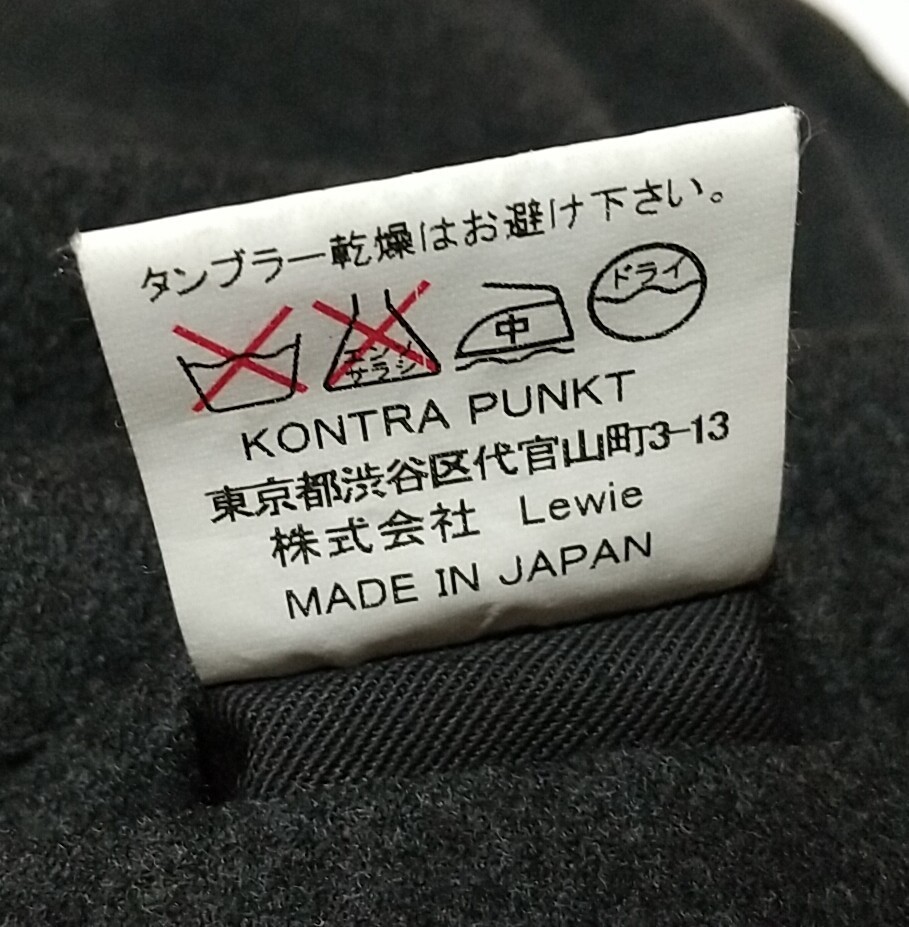 タンブラー乾燥はお避け下さい。
エンソ サラシ 中 ドライ
KONTRA PUNKT
東京都渋谷区代官山町3-13
株式会社 Lewie
MADE IN JAPAN